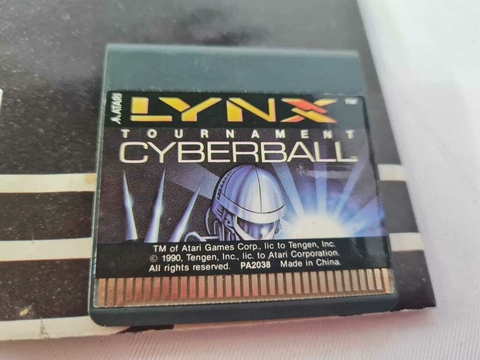 ATARI
LYNX TM
TOURNAMENT
CYBERBALL
TM of Atari Games Corp., lic to Tengen, Inc.
© 1990, Tengen, Inc., lic. to Atari Corporation.
All rights reserved. PA2038 Made in China.